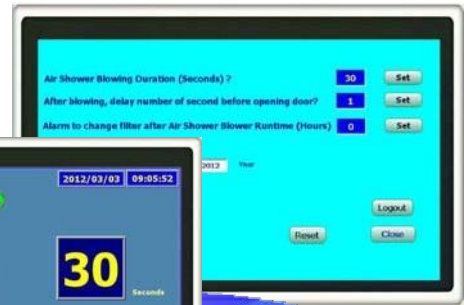 Air Shower Blowing Duration (Seconds) ? 30 Set
After blowing, delay number of second before opening door? 1 Set
Alarm to change filter after Air Shower Blower Runtime (Hours) 0 Set
2012 Year
Logout
Reset Close
2012/03/03 09:05:52
30 Seconds